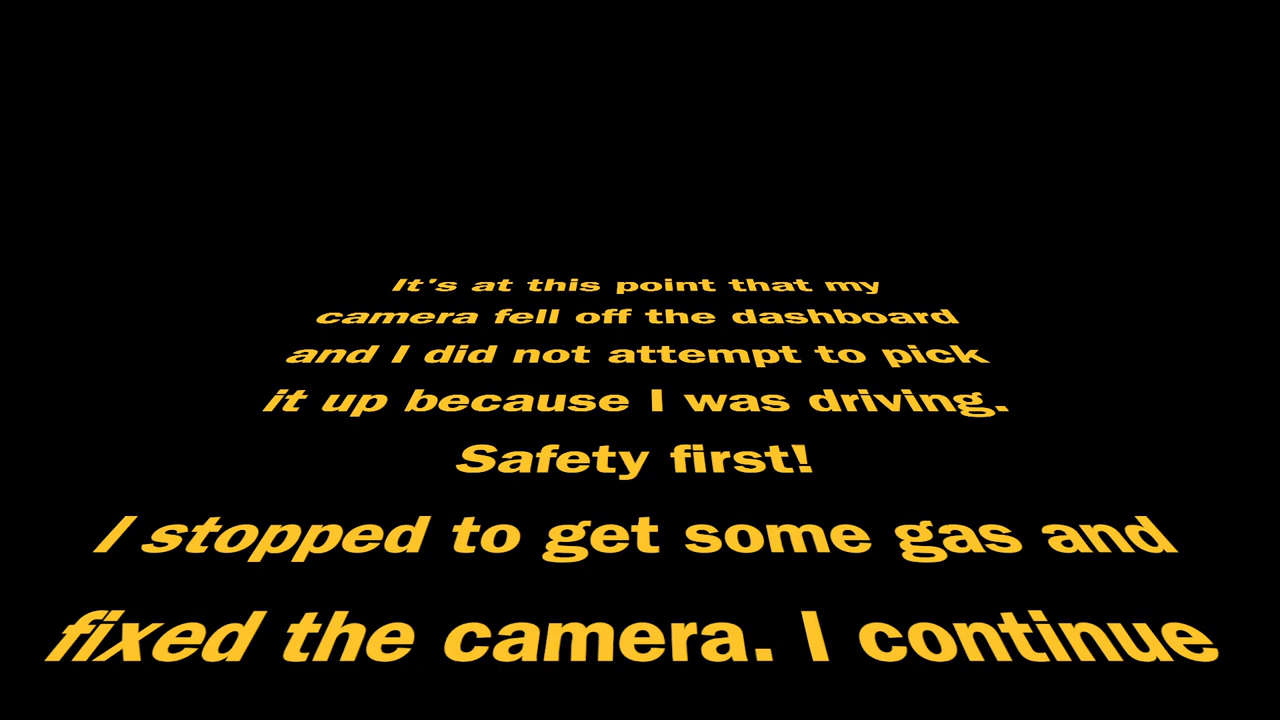 It's at this point that my
camera fell off the dashboard
and I did not attempt to pick
it up because I was driving.
Safety first!
I stopped to get some gas and
fixed the camera. I continue